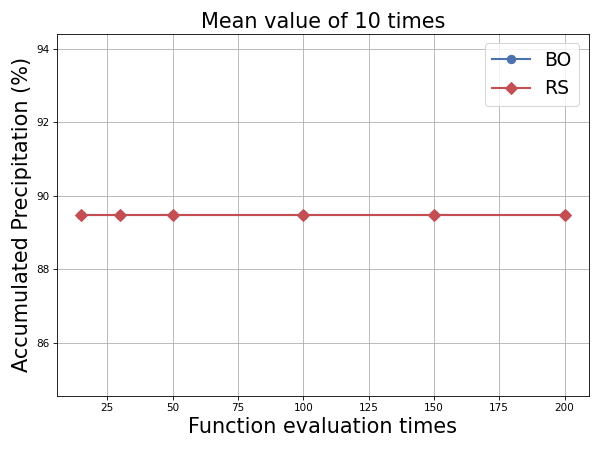 Mean value of 10 times
BO
RS
Accumulated Precipitation (%)
94
92
90
88
86
25 50 75 100 125 150 175 200
Function evaluation times